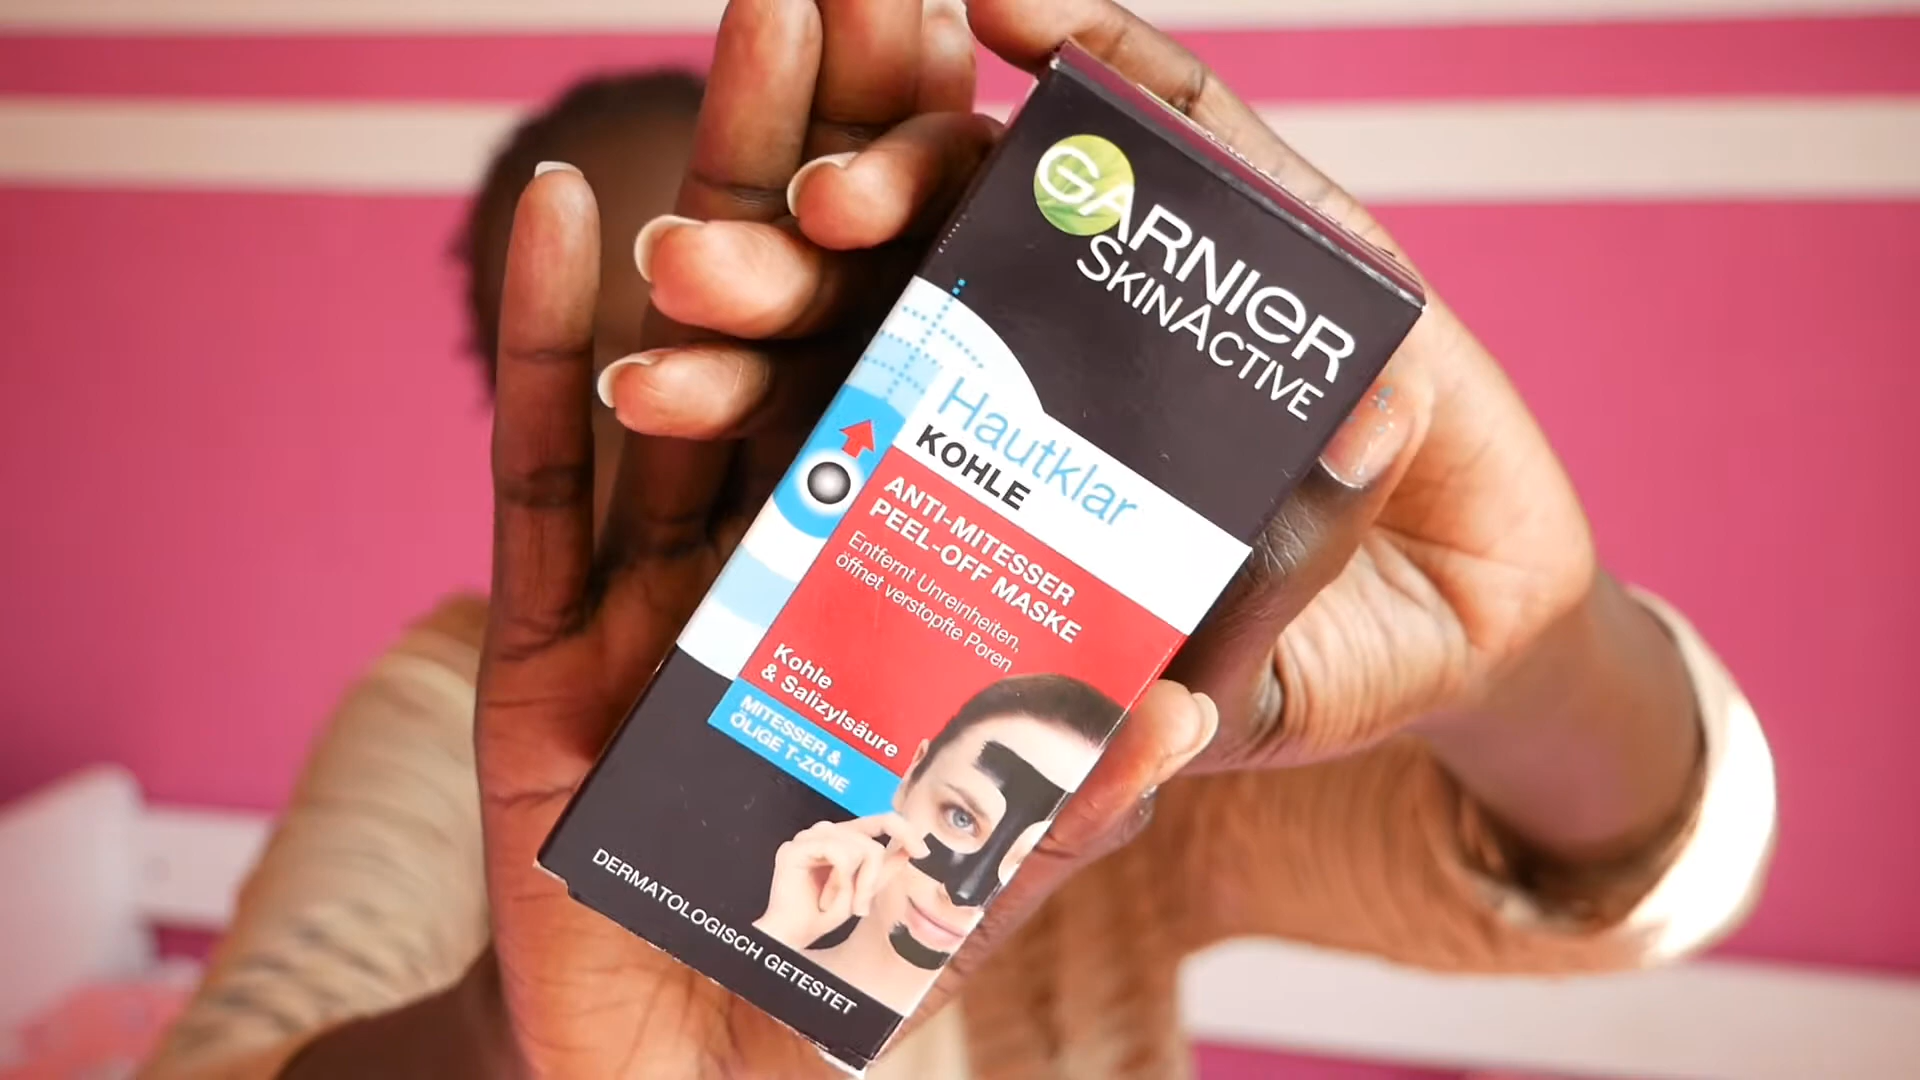 GARNIER
SKINACTIVE
Hautklar
KOHLE
ANTI-MITESSER
PEEL-OFF MASKE
Entfernt Unreinheiten,
öffnet verstopfte Poren
Kohle
& Salizylsäure
MITESSER &
ÖLIGE T-ZONE
DERMATOLOGISCH GETESTET